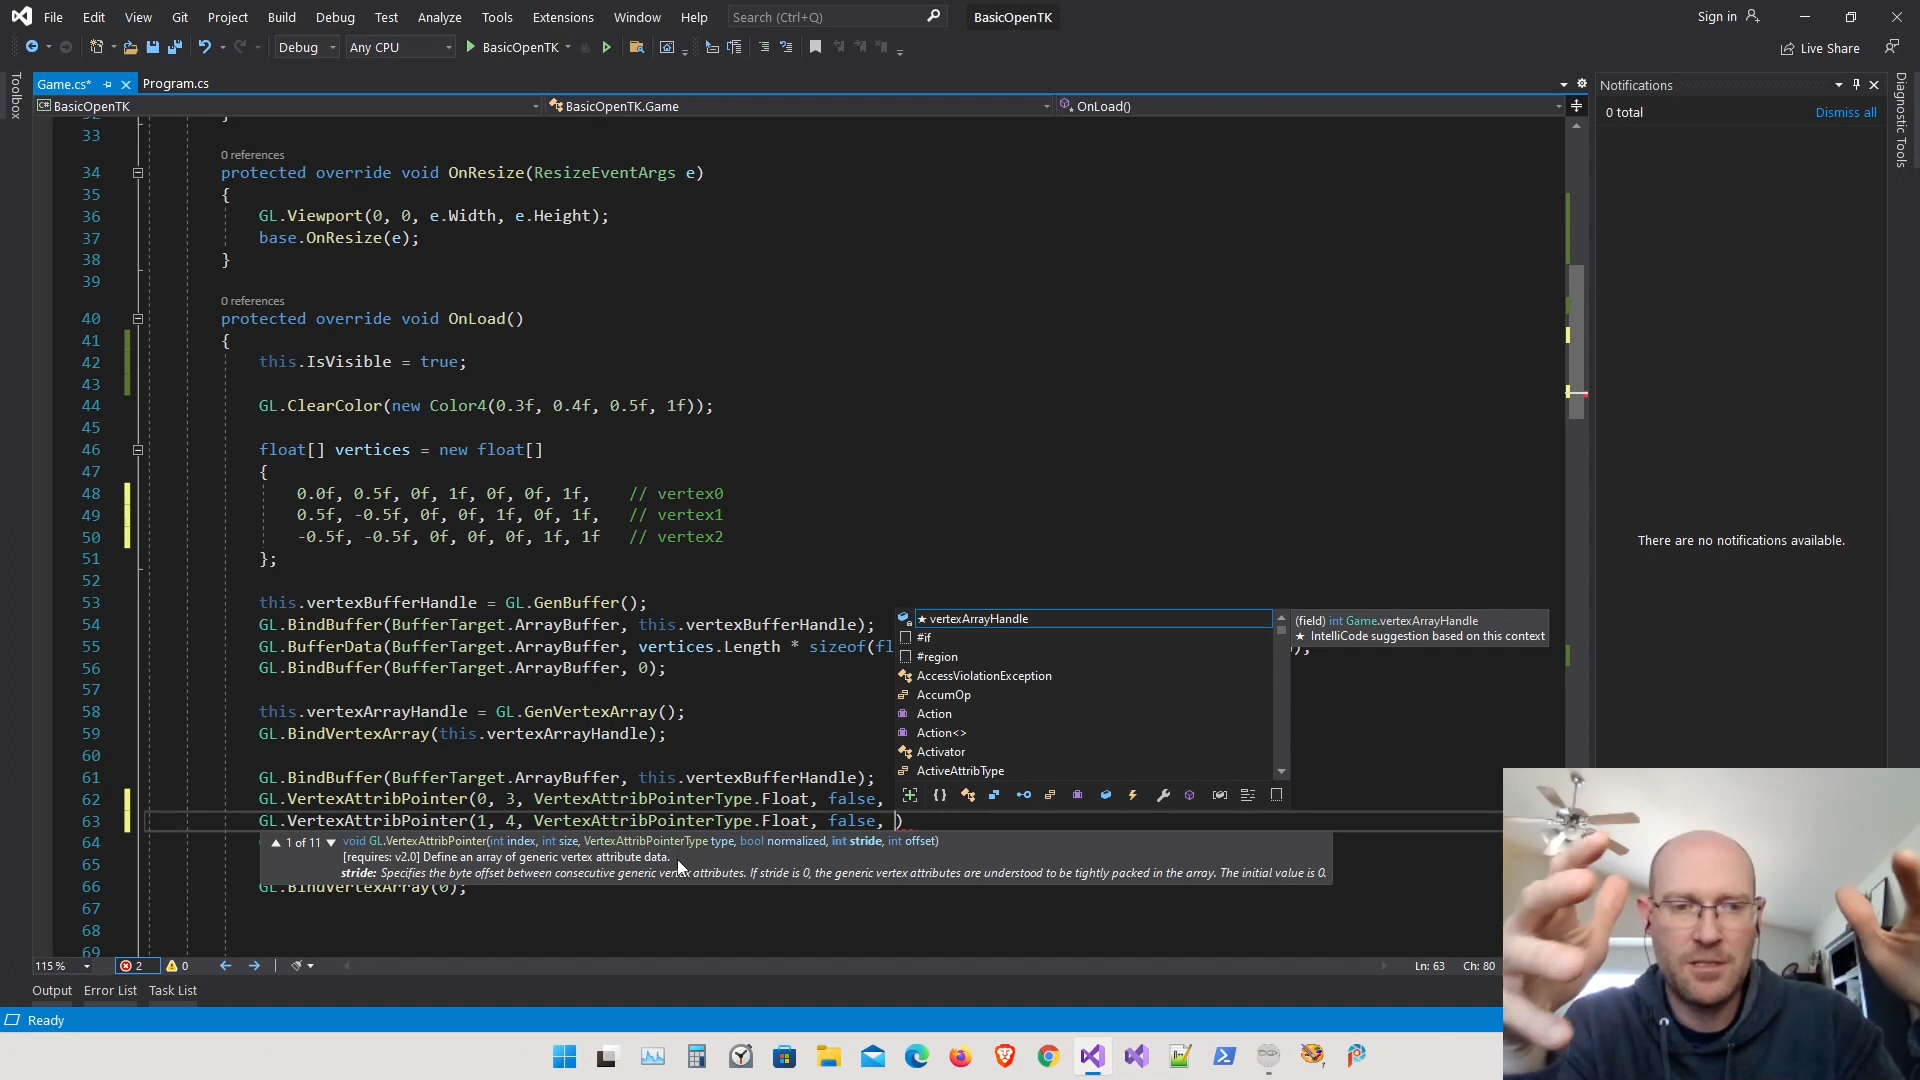 File Edit View Git Project Build Debug Test Analyze Tools Extensions Window Help Search (Ctrl+Q) BasicOpenTK Sign in
Debug Any CPU BasicOpenTK Live Share
Toolbox
Game.cs* Program.cs
BasicOpenTK BasicOpenTK.Game OnLoad()
33
0 references
34 protected override void OnResize(ResizeEventArgs e)
35 {
36 GL.Viewport(0, 0, e.Width, e.Height);
37 base.OnResize(e);
38 }
39
0 references
40 protected override void OnLoad()
41 {
42 this.IsVisible = true;
43
44 GL.ClearColor(new Color4(0.3f, 0.4f, 0.5f, 1f));
45
46 float[] vertices = new float[]
47 {
48 0.0f, 0.5f, 0f, 1f, 0f, 0f, 1f, // vertex0
49 0.5f, -0.5f, 0f, 0f, 1f, 0f, 1f, // vertex1
50 -0.5f, -0.5f, 0f, 0f, 0f, 1f, 1f // vertex2
51 };
52
53 this.vertexBufferHandle = GL.GenBuffer();
54 GL.BindBuffer(BufferTarget.ArrayBuffer, this.vertexBufferHandle);
55 GL.BufferData(BufferTarget.ArrayBuffer, vertices.Length * sizeof(fl
56 GL.BindBuffer(BufferTarget.ArrayBuffer, 0);
57
58 this.vertexArrayHandle = GL.GenVertexArray();
59 GL.BindVertexArray(this.vertexArrayHandle);
60
61 GL.BindBuffer(BufferTarget.ArrayBuffer, this.vertexBufferHandle);
62 GL.VertexAttribPointer(0, 3, VertexAttribPointerType.Float, false,
63 GL.VertexAttribPointer(1, 4, VertexAttribPointerType.Float, false, )
64
65
66 GL.BindVertexArray(0);
67
68
69
★ vertexArrayHandle
#if
#region
AccessViolationException
AccumOp
Action
Action<>
Activator
ActiveAttribType
(field) int Game.vertexArrayHandle
★ IntelliCode suggestion based on this context
▲ 1 of 11 ▼ void GL.VertexAttribPointer(int index, int size, VertexAttribPointerType type, bool normalized, int stride, int offset)
[requires: v2.0] Define an array of generic vertex attribute data.
stride: Specifies the byte offset between consecutive generic vertex attributes. If stride is 0, the generic vertex attributes are understood to be tightly packed in the array. The initial value is 0.
115 % 2 0 Ln: 63 Ch: 80
Output Error List Task List
Ready
Notifications
0 total Dismiss all
There are no notifications available.
Diagnostic Tools